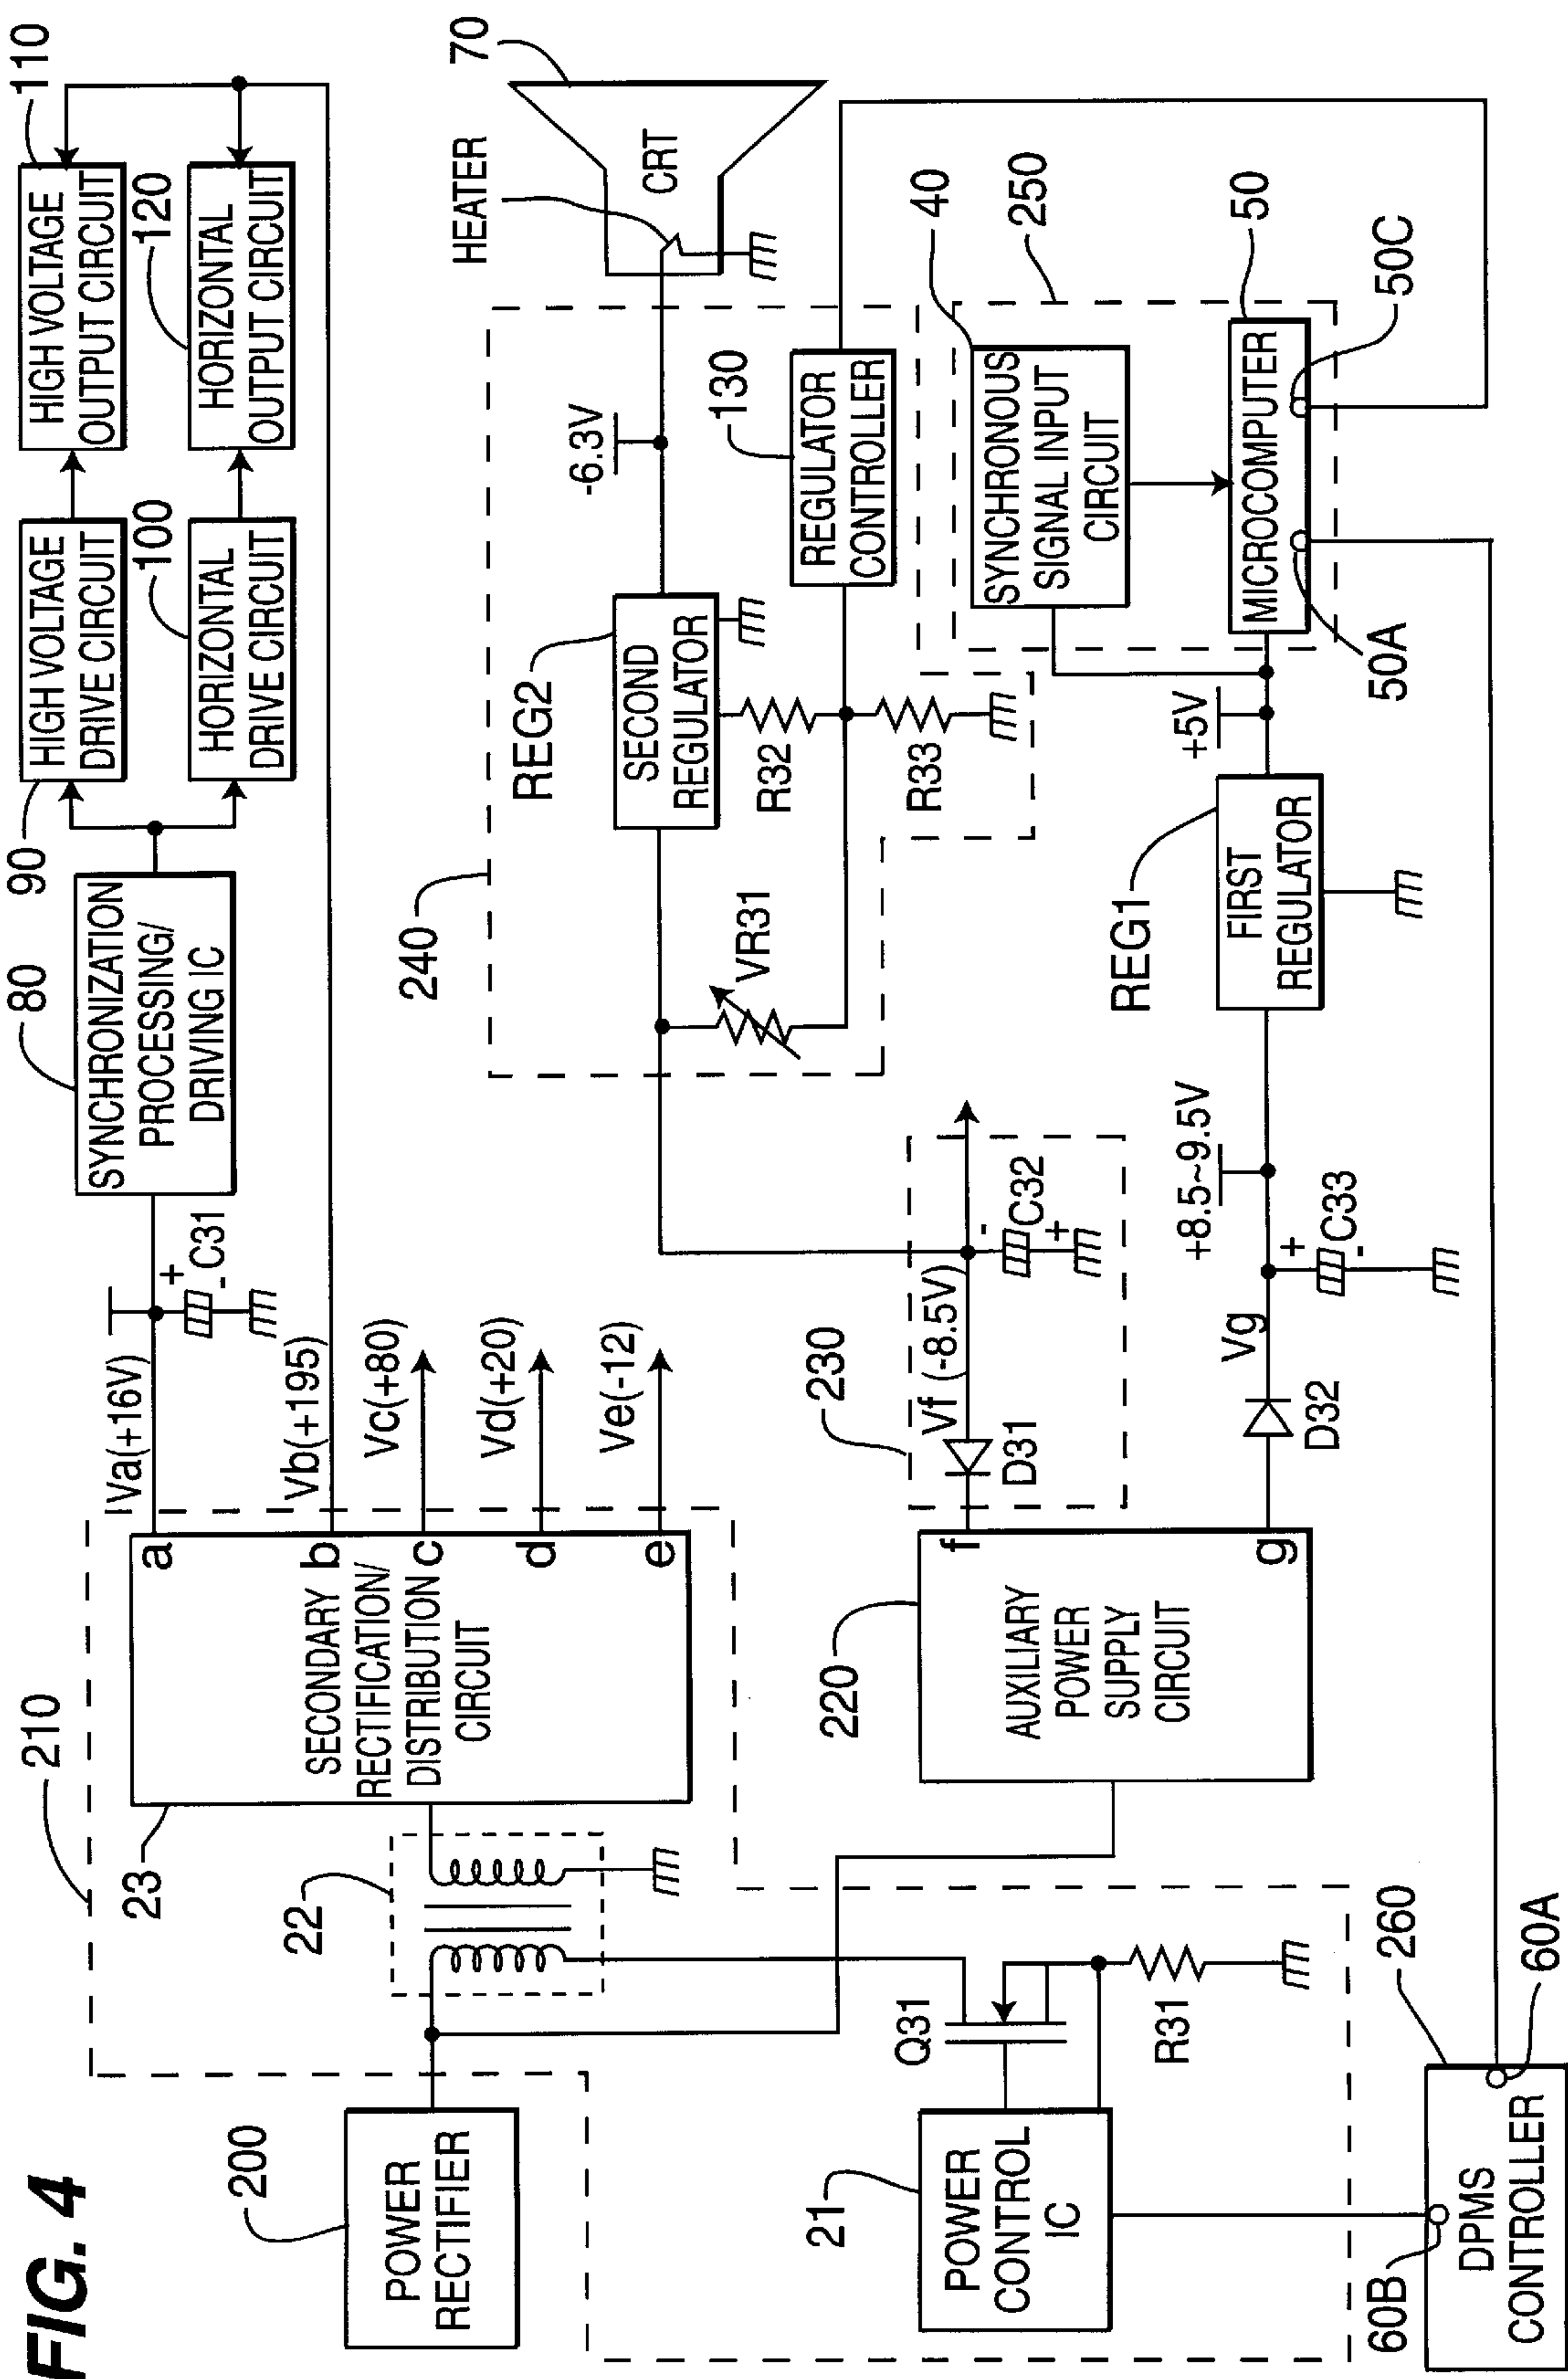 FIG. 4
200
POWER
RECTIFIER
210
22
23
SECONDARY
RECTIFICATION/
DISTRIBUTION
CIRCUIT
a
b
c
d
e
Va(+16V)
Vb(+195)
Vc(+80)
Vd(+20)
Ve(-12)
+
-
C31
80
SYNCHRONIZATION
PROCESSING/
DRIVING IC
90
HIGH VOLTAGE
DRIVE CIRCUIT
100
HORIZONTAL
DRIVE CIRCUIT
110
HIGH VOLTAGE
OUTPUT CIRCUIT
120
HORIZONTAL
OUTPUT CIRCUIT
240
VR31
REG2
SECOND
REGULATOR
R32
R33
-6.3V
130
REGULATOR
CONTROLLER
HEATER
CRT
70
21
POWER
CONTROL
IC
Q31
R31
220
AUXILIARY
POWER
SUPPLY
CIRCUIT
f
g
230
Vf (-8.5V)
D31
-
C32
+
Vg
D32
+8.5~9.5V
+
-
C33
REG1
FIRST
REGULATOR
+5V
40
SYNCHRONOUS
SIGNAL INPUT
CIRCUIT
250
50
MICROCOMPUTER
50A
50C
60B
DPMS
CONTROLLER
260
60A